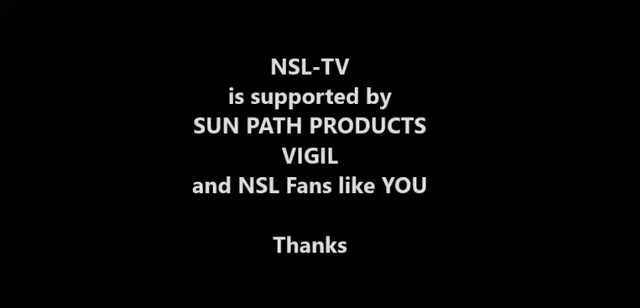 NSL-TV
is supported by
SUN PATH PRODUCTS
VIGIL
and NSL Fans like YOU
Thanks